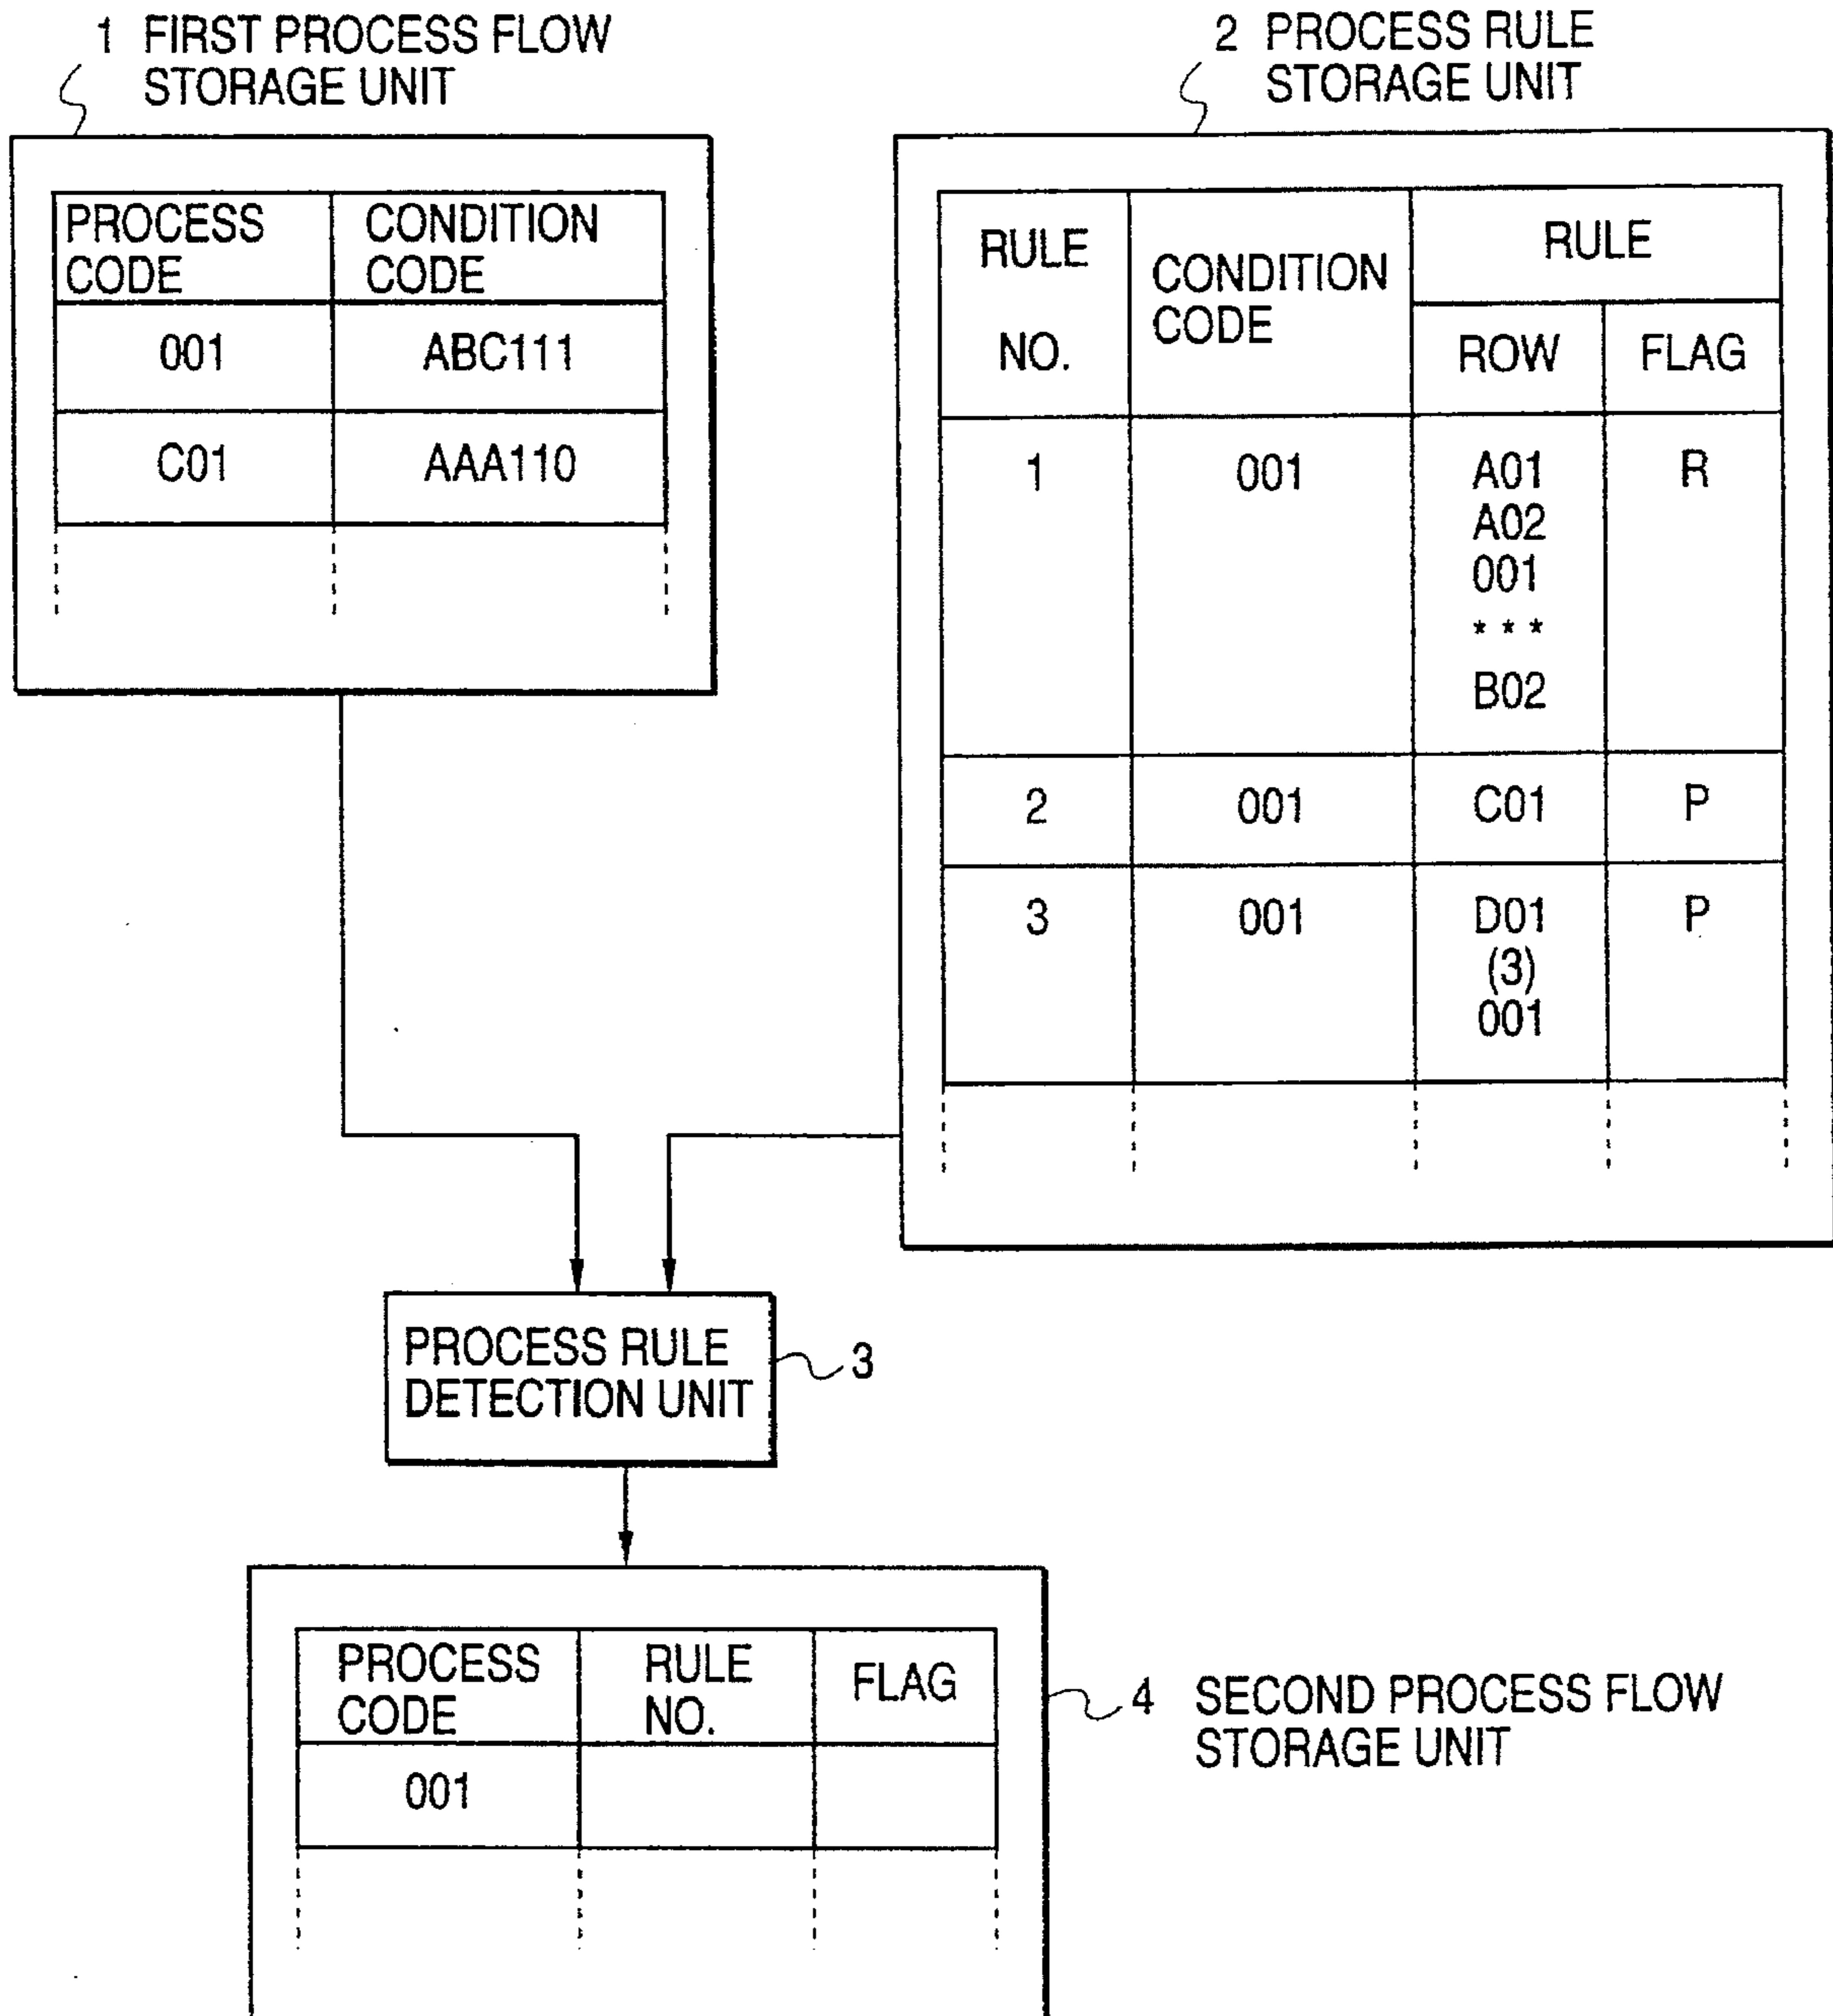 1 FIRST PROCESS FLOW
STORAGE UNIT
PROCESS CODE CONDITION CODE
001 ABC111
C01 AAA110
2 PROCESS RULE
STORAGE UNIT
RULE NO. CONDITION CODE RULE
ROW FLAG
1 001 A01 R
A02
001
* * *
B02
2 001 C01 P
3 001 D01 P
(3)
001
PROCESS RULE
DETECTION UNIT
3
PROCESS CODE RULE NO. FLAG
001
4 SECOND PROCESS FLOW
STORAGE UNIT